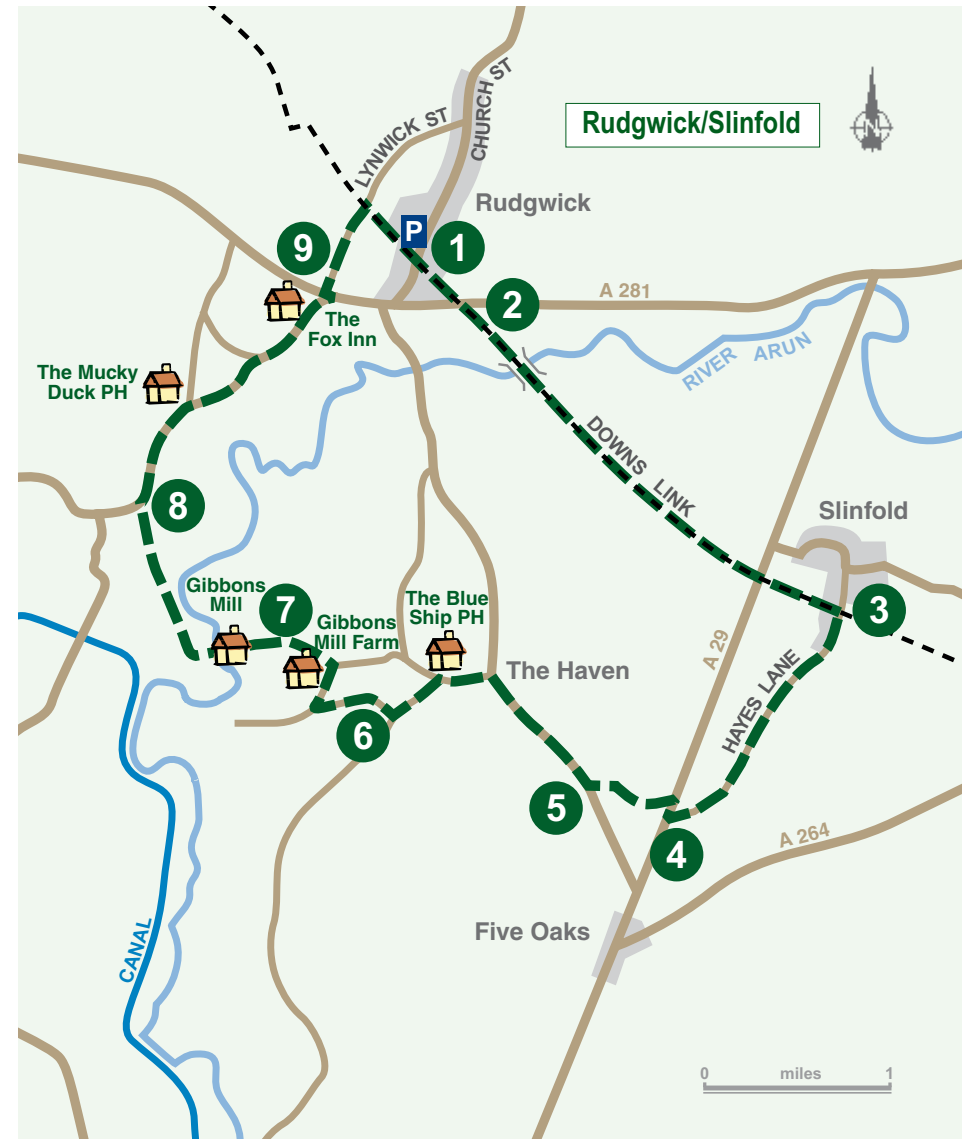 Rudgwick/Slinfold
N
LYNWICK ST
CHURCH ST
Rudgwick
P
1
9
2
A 281
The
Fox Inn
RIVER ARUN
The Mucky
Duck PH
DOWNS LINK
8
Slinfold
Gibbons
Mill
7
Gibbons
Mill Farm
The Blue
Ship PH
3
A 29
The Haven
HAYES LANE
6
5
4
A 264
Five Oaks
CANAL
0 miles 1